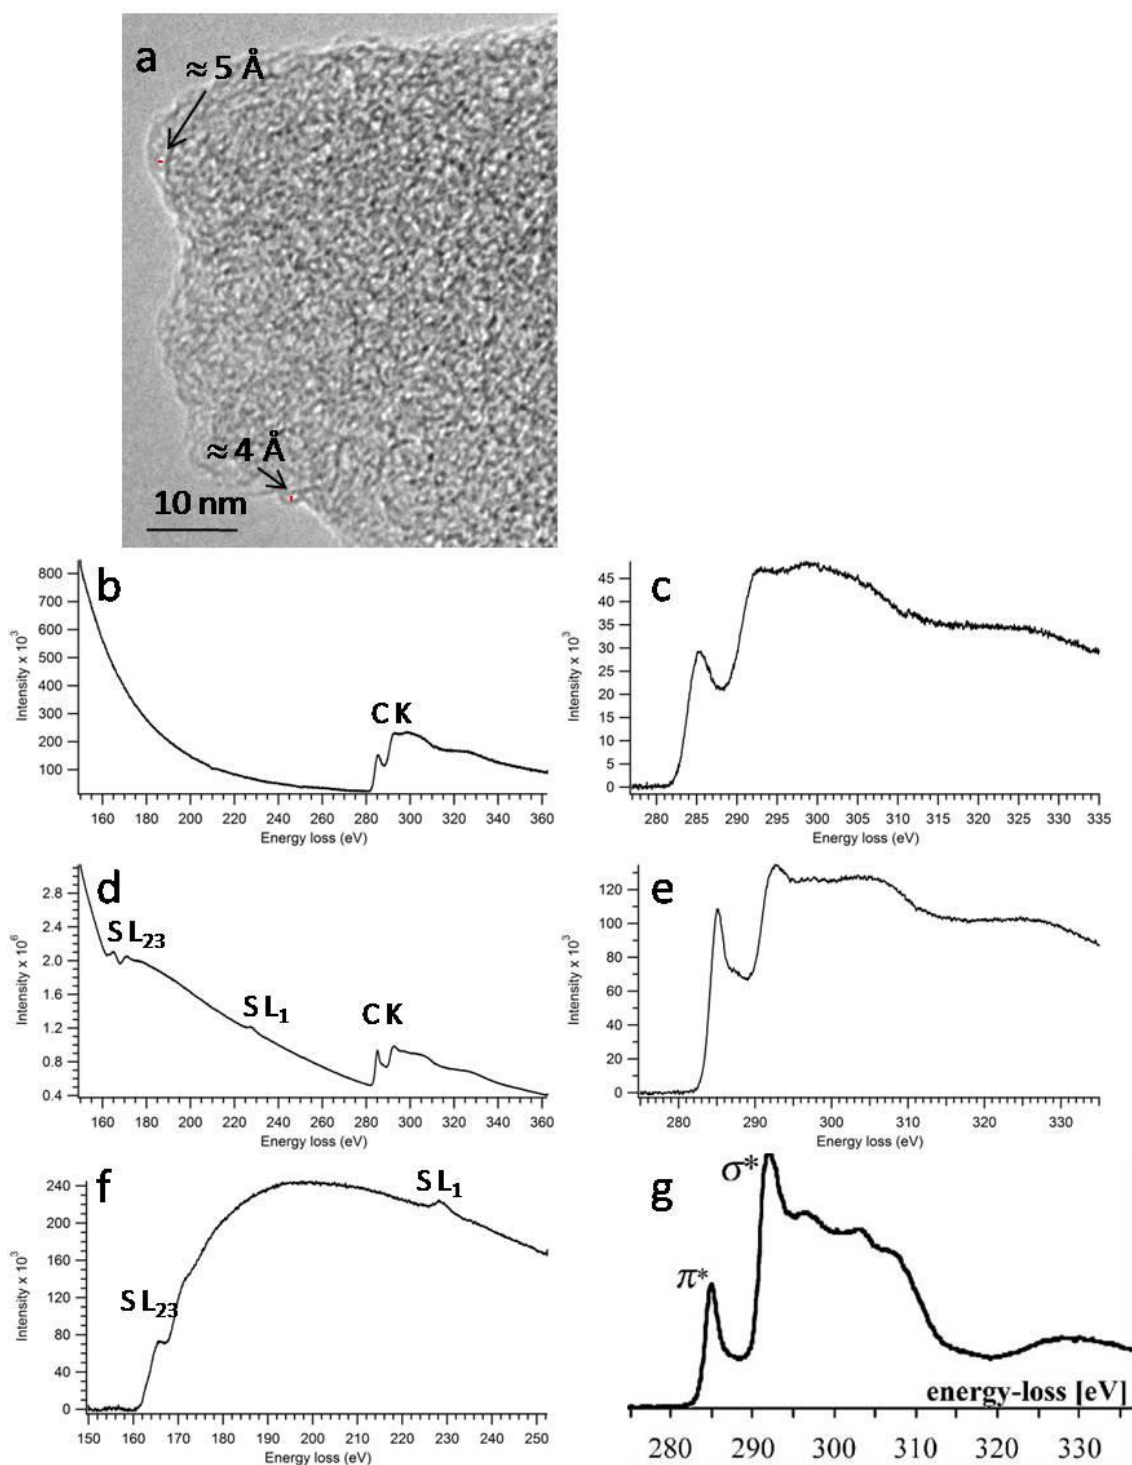 a
≈ 5 Å
≈ 4 Å
10 nm
b
800
700
600
500
400
300
200
100
Intensity x 10³
C K
160 180 200 220 240 260 280 300 320 340 360
Energy loss (eV)
c
45
40
35
30
25
20
15
10
5
0
Intensity x 10³
280 285 290 295 300 305 310 315 320 325 330 335
Energy loss (eV)
d
2.8
2.4
2.0
1.6
1.2
0.8
0.4
Intensity x 10⁶
S L₂₃
S L₁
C K
160 180 200 220 240 260 280 300 320 340 360
Energy loss (eV)
e
120
100
80
60
40
20
0
Intensity x 10³
280 290 300 310 320 330
Energy loss (eV)
f
240
200
160
120
80
40
0
Intensity x 10³
S L₂₃
S L₁
150 160 170 180 190 200 210 220 230 240 250
Energy loss (eV)
g
π*
σ*
energy-loss [eV]
280 290 300 310 320 330